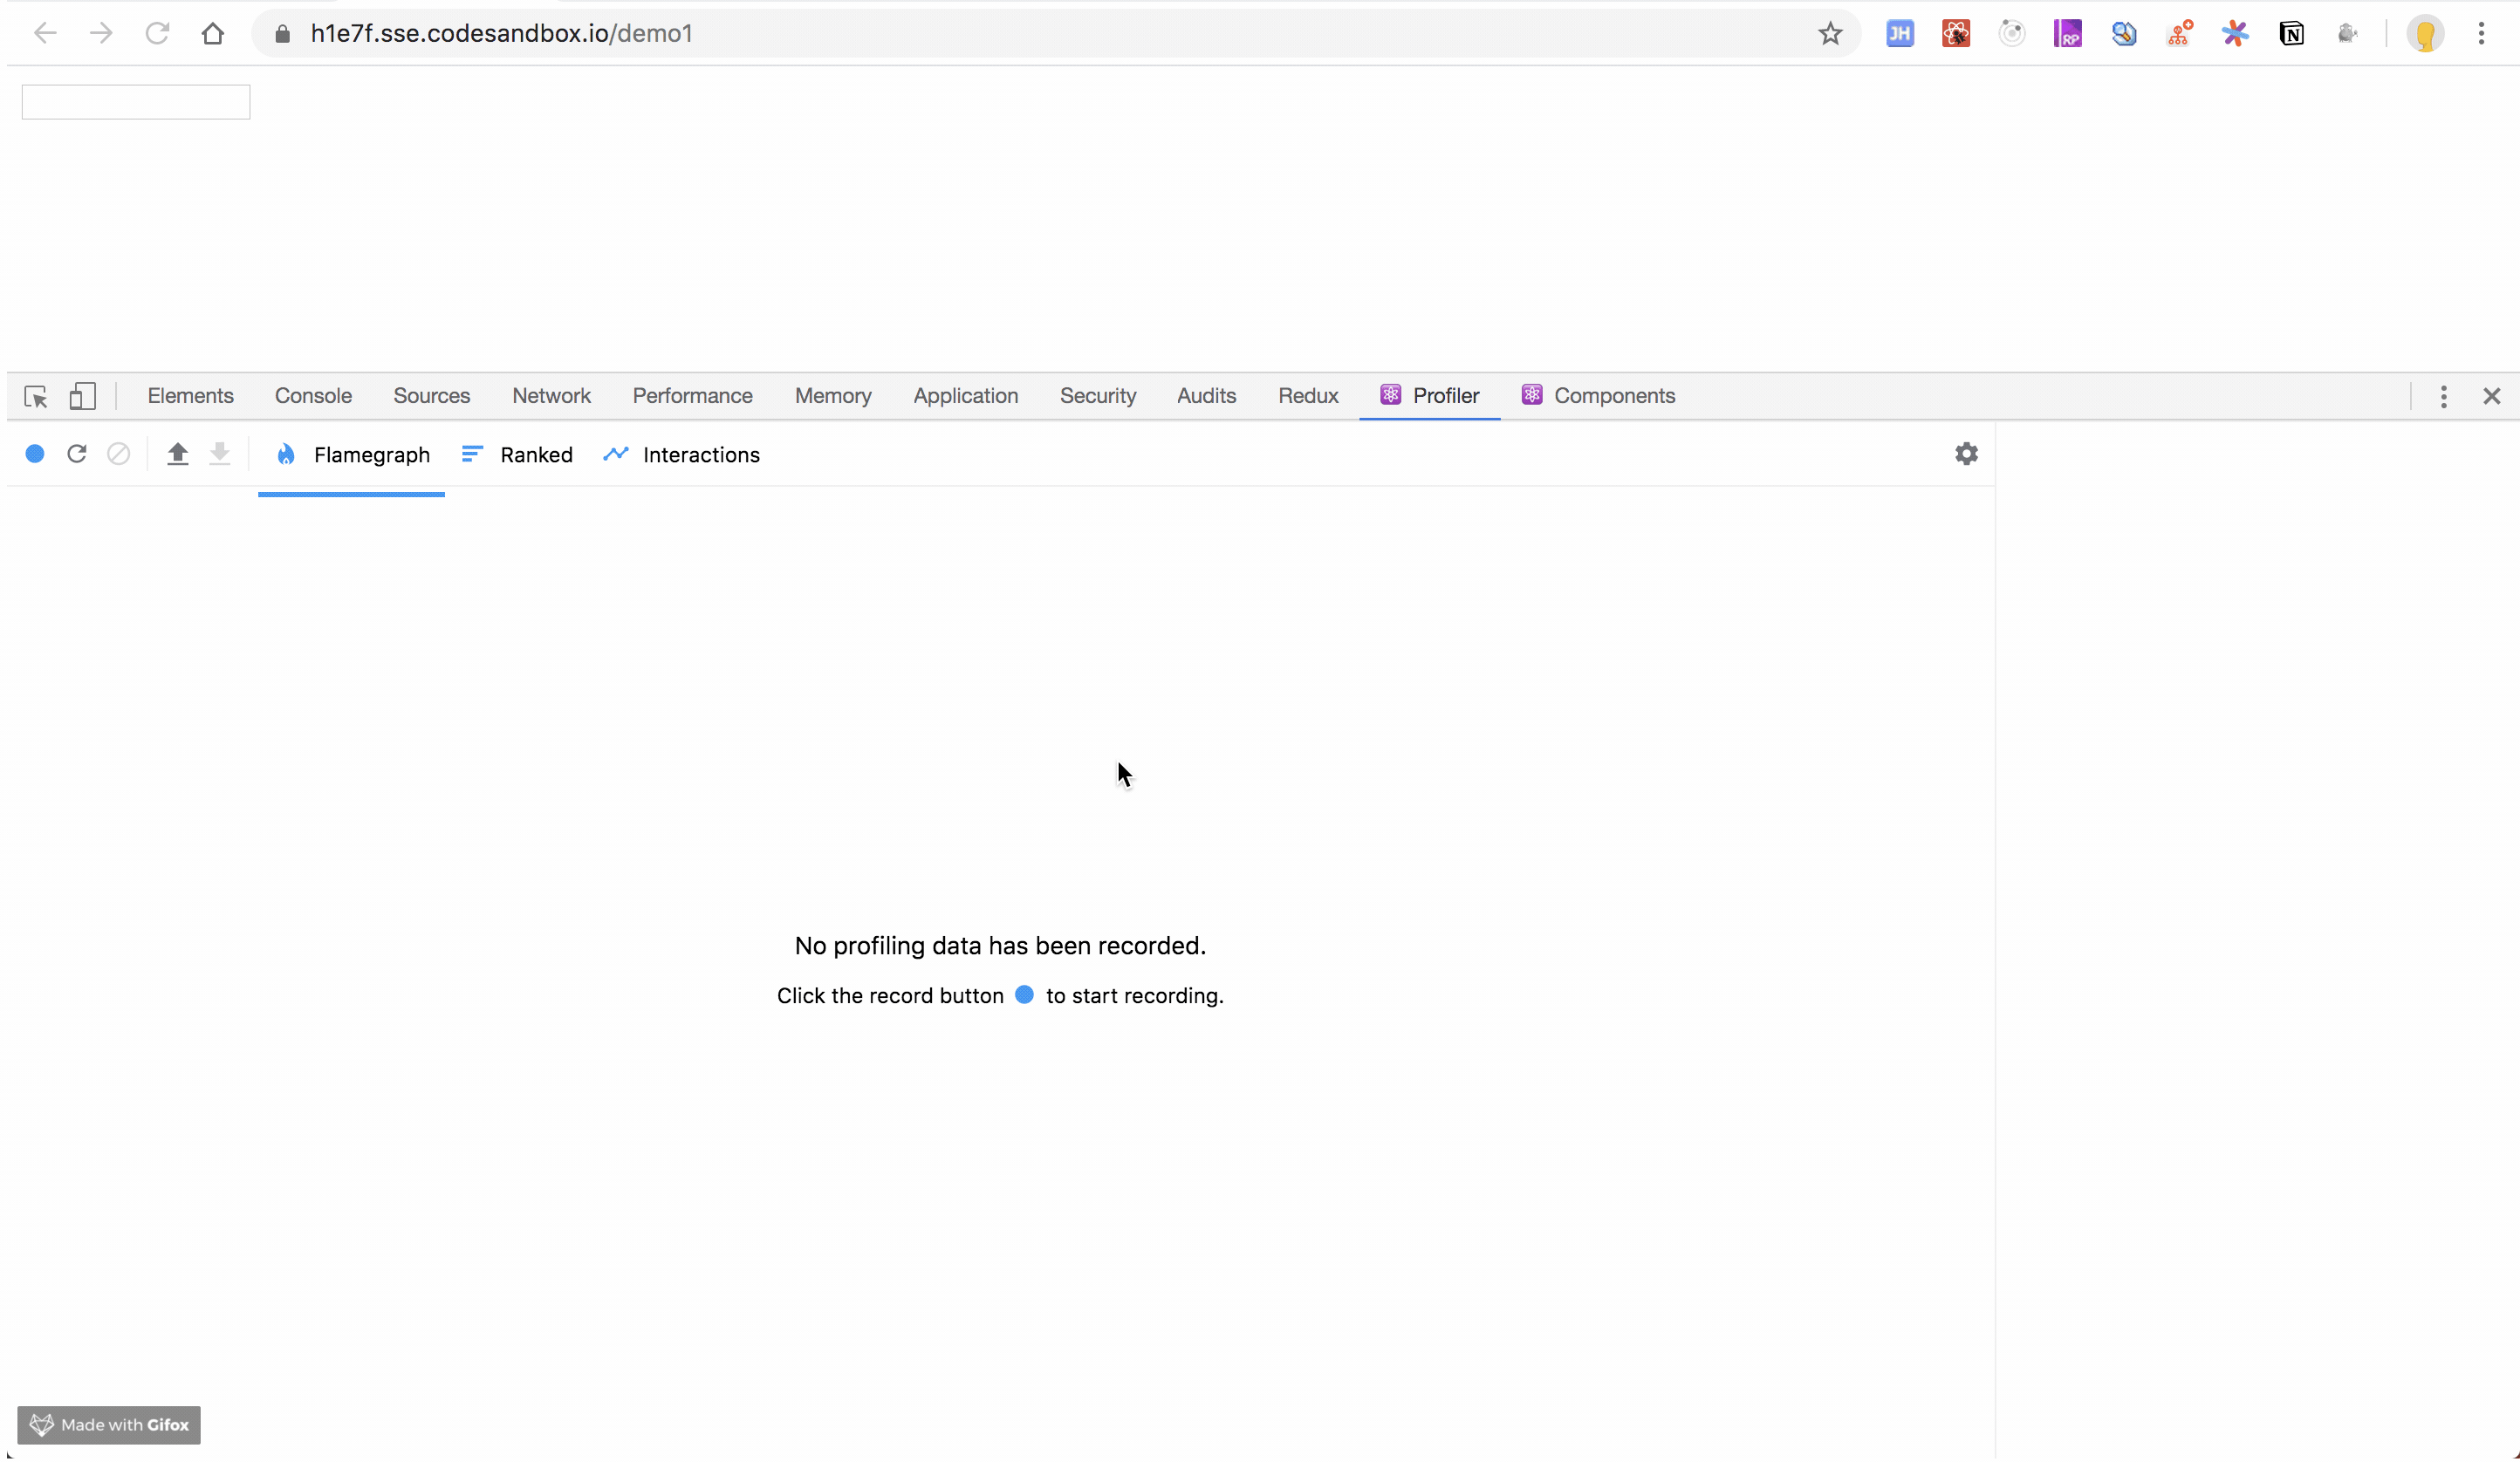 h1e7f.sse.codesandbox.io/demo1
JH
RP
N
Elements Console Sources Network Performance Memory Application Security Audits Redux Profiler Components
Flamegraph Ranked Interactions
No profiling data has been recorded.
Click the record button to start recording.
Made with Gifox